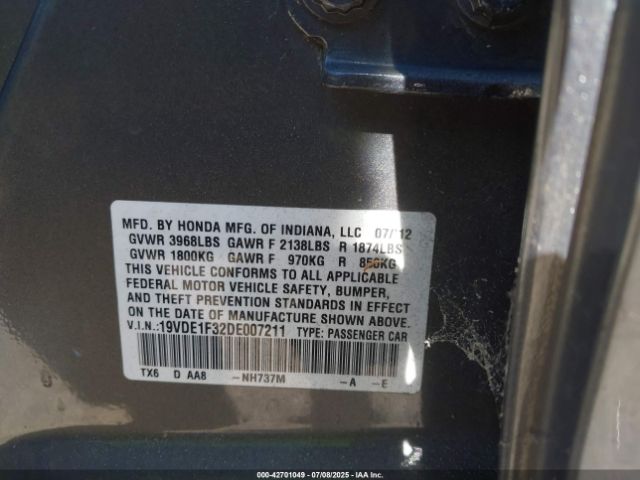 MFD. BY HONDA MFG. OF INDIANA, LLC 07/12
GVWR 3968LBS GAWR F 2138LBS R 1874LBS
GVWR 1800KG GAWR F 970KG R 850KG
THIS VEHICLE CONFORMS TO ALL APPLICABLE
FEDERAL MOTOR VEHICLE SAFETY, BUMPER,
AND THEFT PREVENTION STANDARDS IN EFFECT
ON THE DATE OF MANUFACTURE SHOWN ABOVE.
V.I.N.:19VDE1F32DE007211 TYPE: PASSENGER CAR
TX6 D AA8 -NH737M -A -E
000-42701049 07/08/2025 IAA Inc.